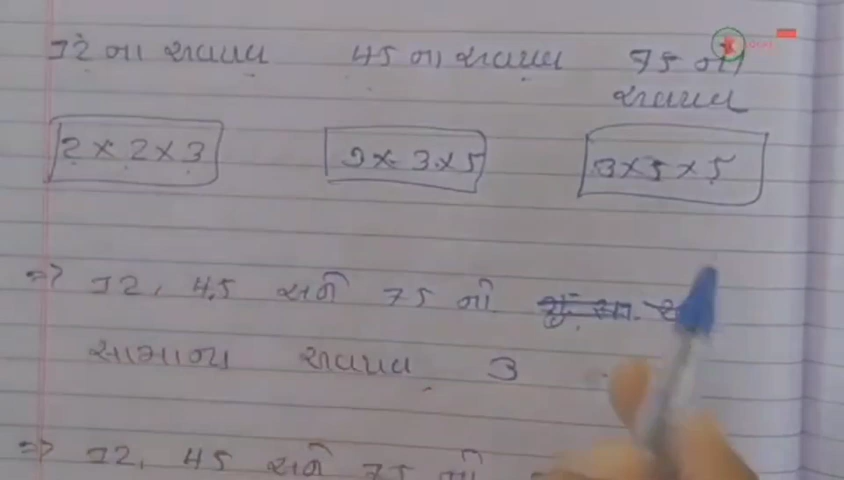 12 ના અવયવ 45 ના અવયવ 75 નો
અવયવ
2 × 2 × 3 3 × 3 × 5 3 × 5 × 5
⇒ 12, 45 અને 75 નો
સામાન્ય અવયવ 3
⇒ 12, 45 અને 75 નો